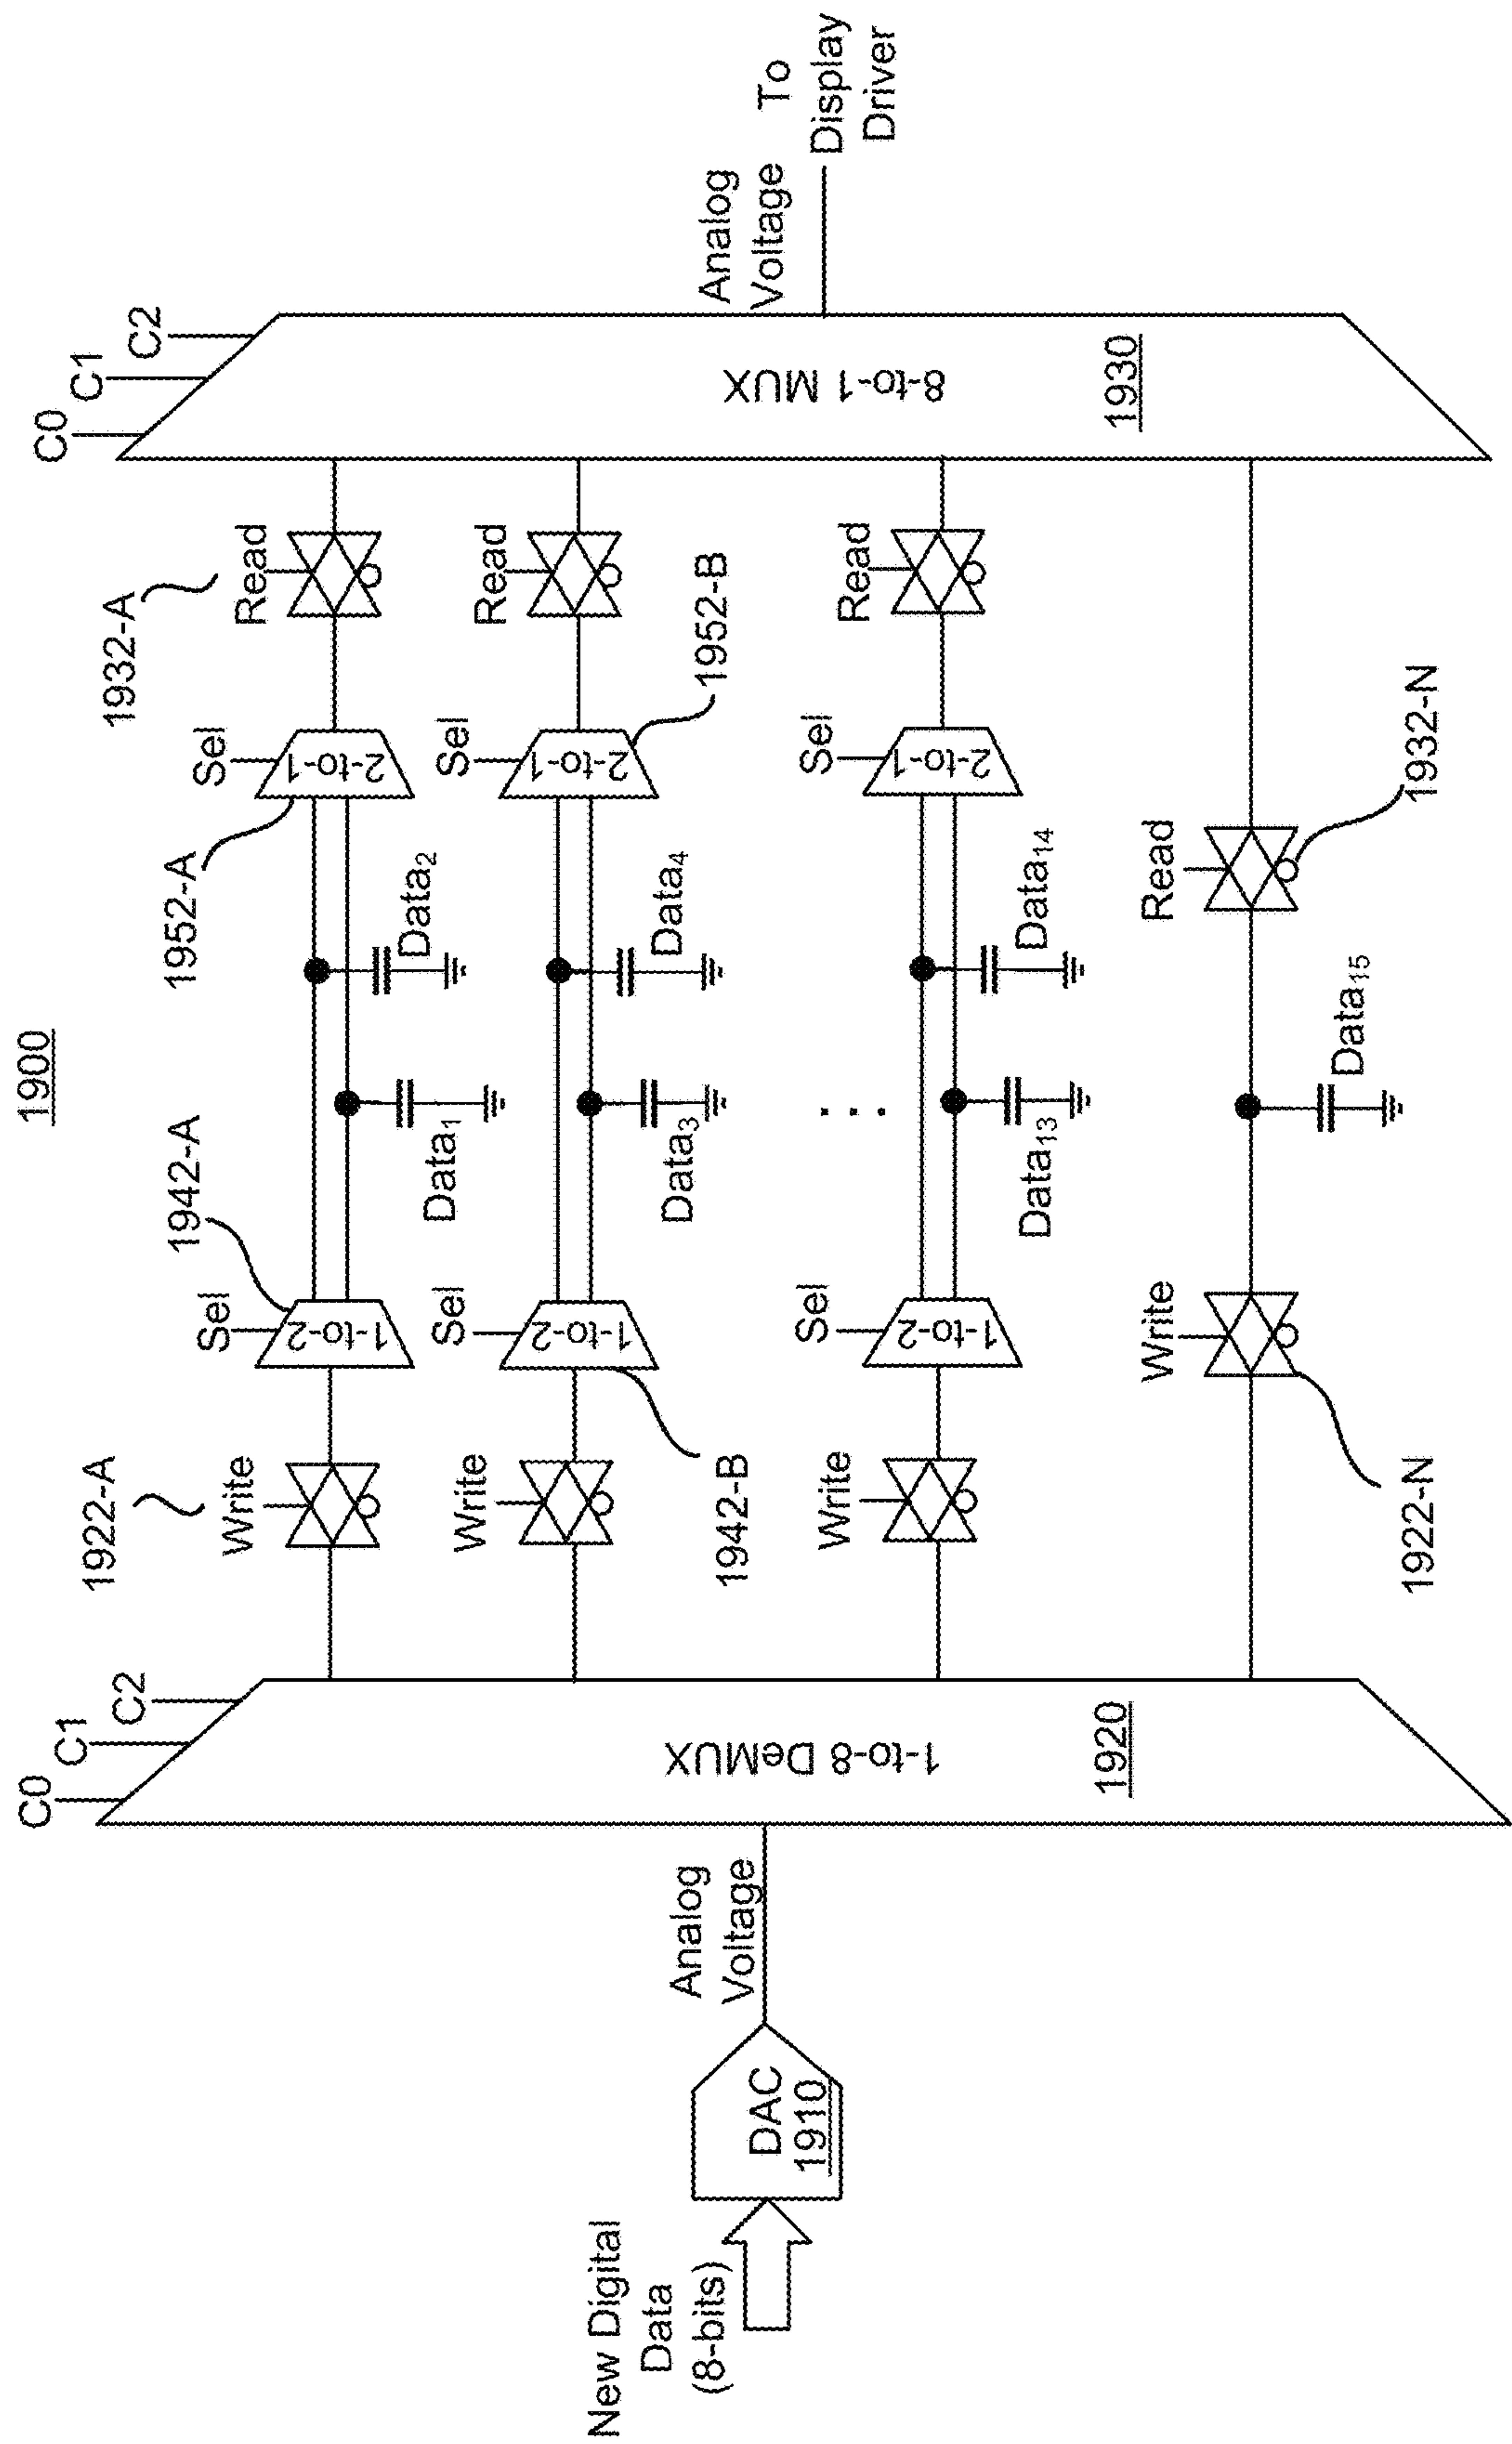 1900
New Digital
Data
(8-bits)
DAC
1910
Analog
Voltage
C0
C1
C2
1-to-8 DeMUX
1920
1922-A
Write
Sel
1-to-2
1942-A
Data1
Data2
1952-A
Sel
2-to-1
1932-A
Read
Write
Sel
1-to-2
1942-B
Data3
Data4
Sel
2-to-1
1952-B
Read
Write
Sel
1-to-2
...
Data13
Data14
Sel
2-to-1
Read
Write
1922-N
Data15
Read
1932-N
C0
C1
C2
8-to-1 MUX
1930
Analog
Voltage
To
Display
Driver